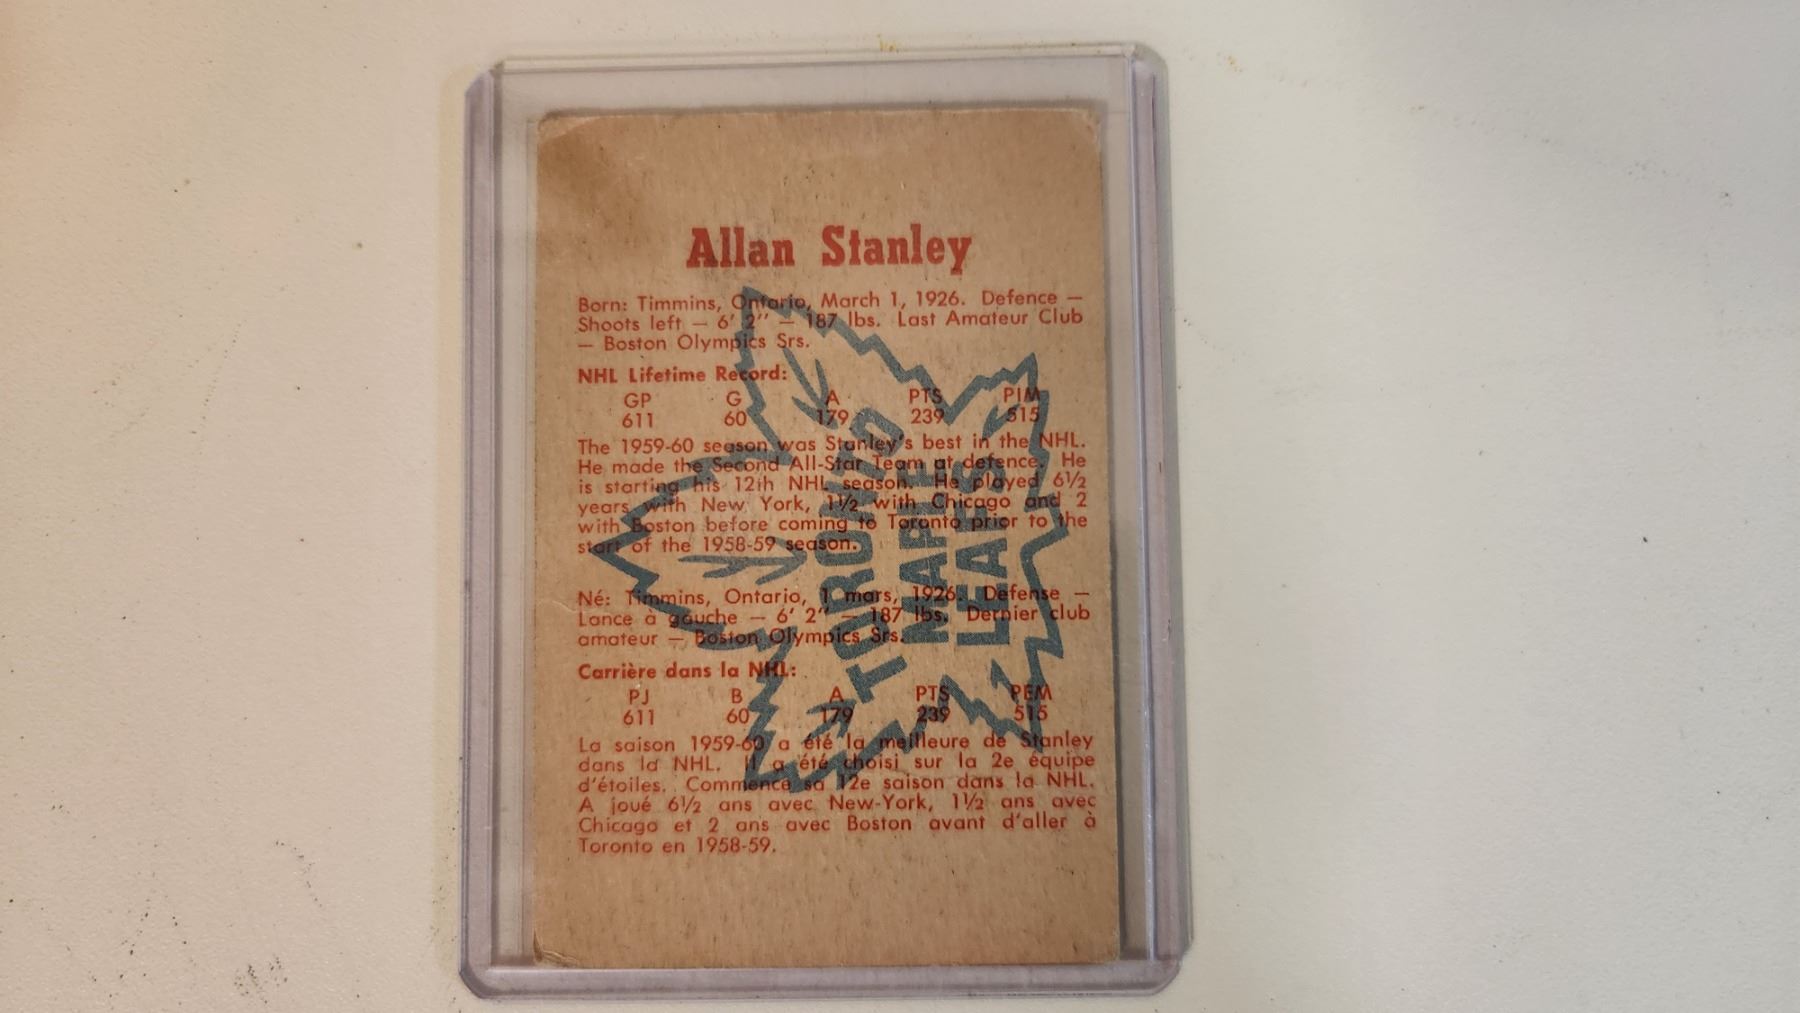 Allan Stanley
Born: Timmins, Ontario, March 1, 1926. Defence —
Shoots left — 6' 2" — 187 lbs. Last Amateur Club
— Boston Olympics Srs.
NHL Lifetime Record:
GP G A PTS PIM
611 60 179 239 515
The 1959-60 season was Stanley's best in the NHL.
He made the Second All-Star Team at defence. He
is starting his 12th NHL season. He played 6½
years with New York, 1½ with Chicago and 2
with Boston before coming to Toronto prior to the
start of the 1958-59 season.
Né: Timmins, Ontario, 1 mars, 1926. Défense —
Lance à gauche — 6' 2" — 187 lbs. Dernier club
amateur — Boston Olympics Srs.
Carrière dans la NHL:
PJ B A PTS PEM
611 60 179 239 515
La saison 1959-60 a été la meilleure de Stanley
dans la NHL. Il a été choisi sur la 2e équipe
d'étoiles. Commence sa 12e saison dans la NHL.
A joué 6½ ans avec New-York, 1½ ans avec
Chicago et 2 ans avec Boston avant d'aller à
Toronto en 1958-59.
TORONTO
MAPLE
LEAFS